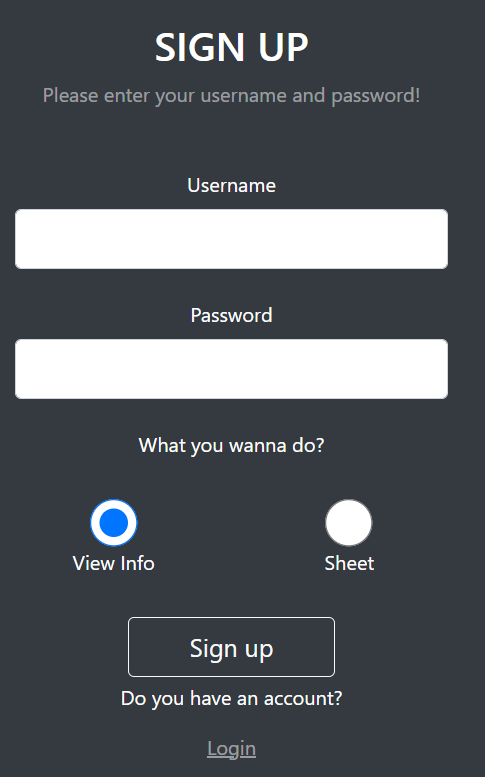 SIGN UP
Please enter your username and password!
Username
Password
What you wanna do?
View Info
Sheet
Sign up
Do you have an account?
Login